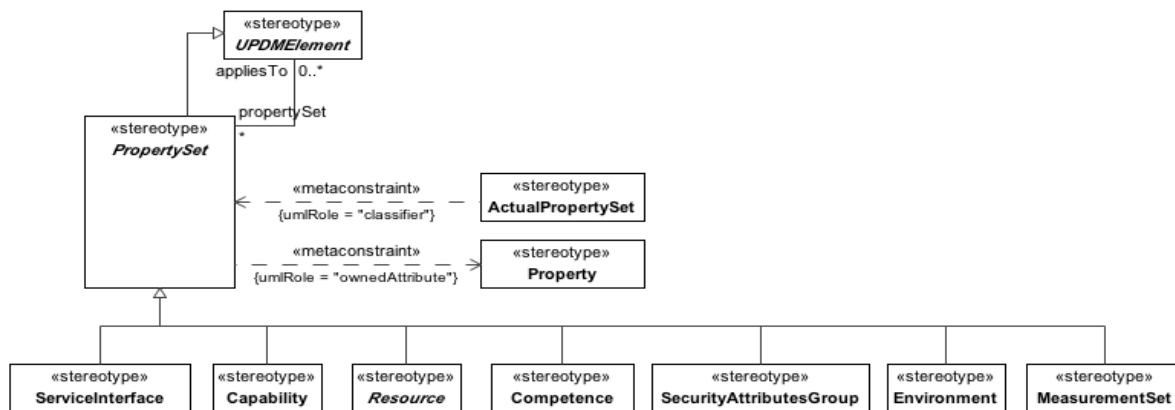 «stereotype»
UPDMElement
appliesTo 0..*
propertySet
*
«stereotype»
PropertySet
«metaconstraint»
{umlRole = "classifier"}
«stereotype»
ActualPropertySet
«metaconstraint»
{umlRole = "ownedAttribute"}
«stereotype»
Property
«stereotype»
ServiceInterface
«stereotype»
Capability
«stereotype»
Resource
«stereotype»
Competence
«stereotype»
SecurityAttributesGroup
«stereotype»
Environment
«stereotype»
MeasurementSet